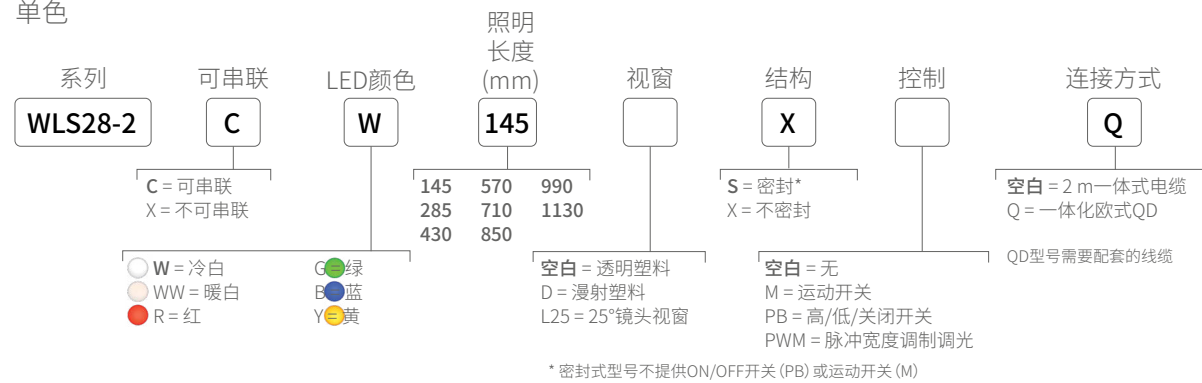 单色
系列
可串联
LED颜色
照明
长度
(mm)
视窗
结构
控制
连接方式
WLS28-2
C
W
145
X
Q
C = 可串联
X = 不可串联
145 570 990
285 710 1130
430 850
S = 密封*
X = 不密封
空白 = 2 m一体式电缆
Q = 一体化欧式QD
QD型号需要配套的线缆
W = 冷白
WW = 暖白
R = 红
G = 绿
B = 蓝
Y = 黄
空白 = 透明塑料
D = 漫射塑料
L25 = 25°镜头视窗
空白 = 无
M = 运动开关
PB = 高/低/关闭开关
PWM = 脉冲宽度调制调光
* 密封式型号不提供ON/OFF开关 (PB) 或运动开关 (M)